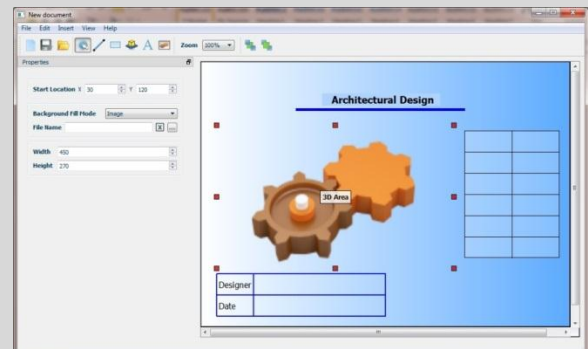 New document
File Edit Insert View Help
Zoom 100%
Properties
Start Location X 30 Y 120
Background Fill Mode Image
File Name X ...
Width 450
Height 270
Architectural Design
3D Area
Designer
Date